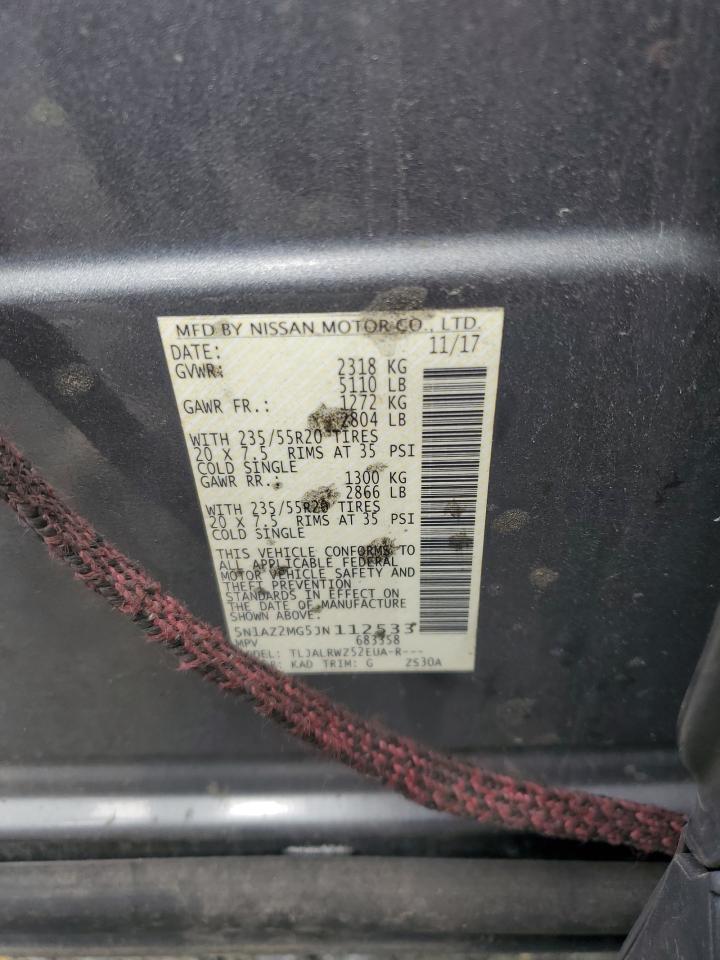 MFD BY NISSAN MOTOR CO., LTD.
DATE: 11/17
GVWR: 2318 KG
5110 LB
GAWR FR.: 1272 KG
2804 LB
WITH 235/55R20 TIRES
20 X 7.5 RIMS AT 35 PSI
COLD SINGLE
GAWR RR.: 1300 KG
2866 LB
WITH 235/55R20 TIRES
20 X 7.5 RIMS AT 35 PSI
COLD SINGLE
THIS VEHICLE CONFORMS TO
ALL APPLICABLE FEDERAL
MOTOR VEHICLE SAFETY AND
THEFT PREVENTION
STANDARDS IN EFFECT ON
THE DATE OF MANUFACTURE
SHOWN ABOVE.
5N1AZ2MG5JN112533
MPV 683358
TLJALRWZ52EUA-R---
KAD TRIM: G ZS30A